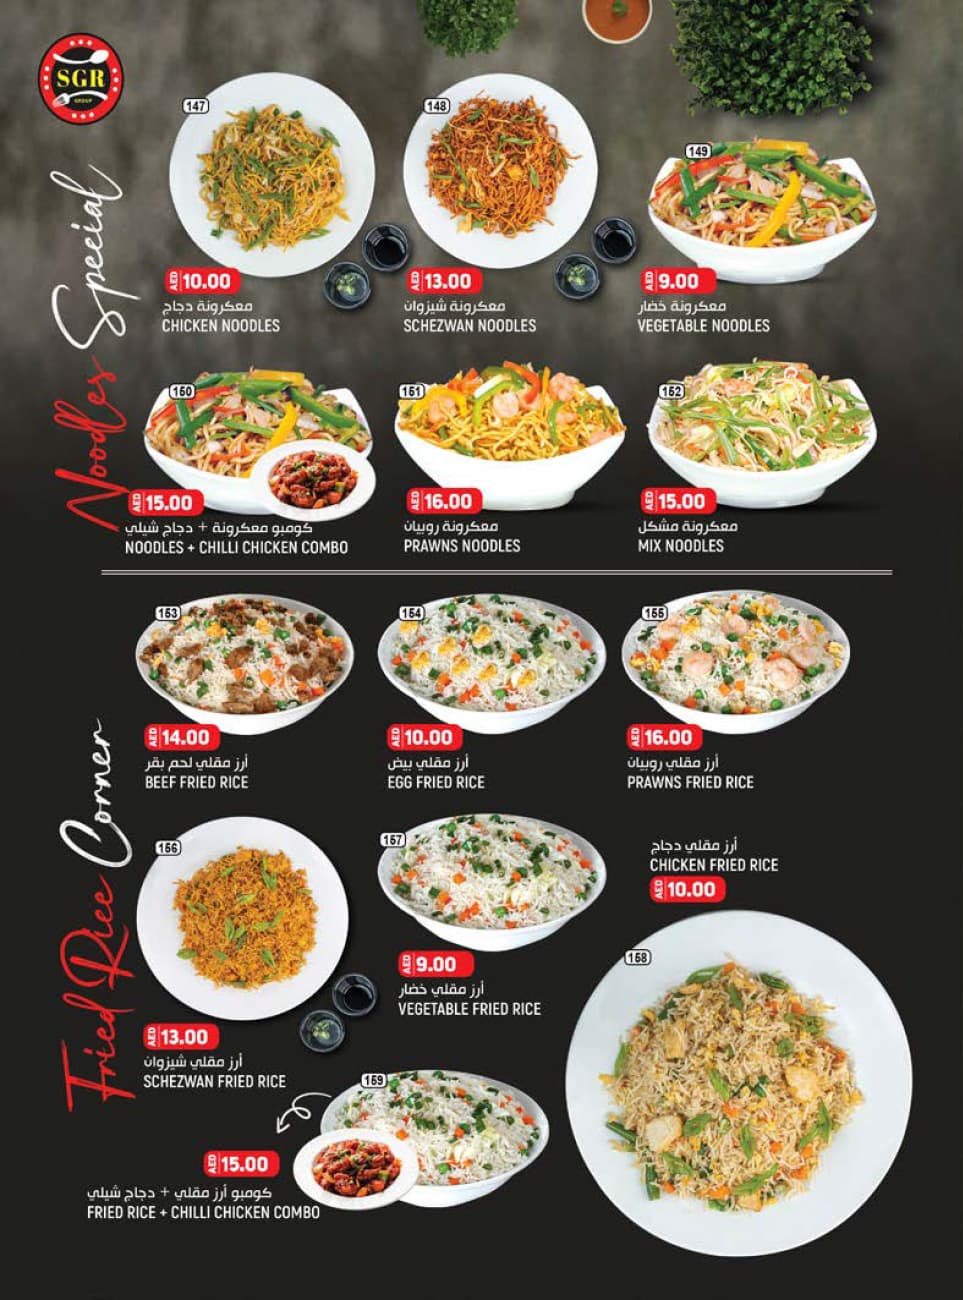 SGR
GROUP
Noodles Special
147
AED 10.00
معكرونة دجاج
CHICKEN NOODLES
148
AED 13.00
معكرونة شيزوان
SCHEZWAN NOODLES
149
AED 9.00
معكرونة خضار
VEGETABLE NOODLES
150
AED 15.00
كومبو معكرونة + دجاج شيلي
NOODLES + CHILLI CHICKEN COMBO
151
AED 16.00
معكرونة روبيان
PRAWNS NOODLES
152
AED 15.00
معكرونة مشكل
MIX NOODLES
Fried Rice Corner
153
AED 14.00
أرز مقلي لحم بقر
BEEF FRIED RICE
154
AED 10.00
أرز مقلي بيض
EGG FRIED RICE
155
AED 16.00
أرز مقلي روبيان
PRAWNS FRIED RICE
156
AED 13.00
أرز مقلي شيزوان
SCHEZWAN FRIED RICE
157
AED 9.00
أرز مقلي خضار
VEGETABLE FRIED RICE
أرز مقلي دجاج
CHICKEN FRIED RICE
AED 10.00
158
159
AED 15.00
كومبو أرز مقلي + دجاج شيلي
FRIED RICE + CHILLI CHICKEN COMBO